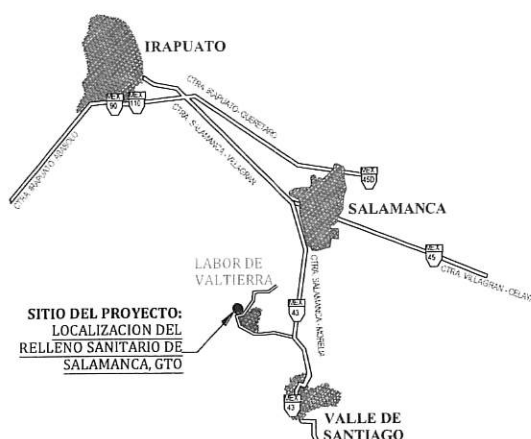 IRAPUATO
MEX
90
MEX
110
CTRA. IRAPUATO-QUERETARO
CTRA. IRAPUATO ABASOLO
CTRA. SALAMANCA-VILLAGRAN
MEX
45D
SALAMANCA
MEX
45
CTRA. VILLAGRAN-CELAYA
LABOR DE
VALTIERRA
CTRA. SALAMANCA-MORELIA
MEX
43
SITIO DEL PROYECTO:
LOCALIZACION DEL
RELLENO SANITARIO DE
SALAMANCA, GTO
MEX
43
VALLE DE
SANTIAGO